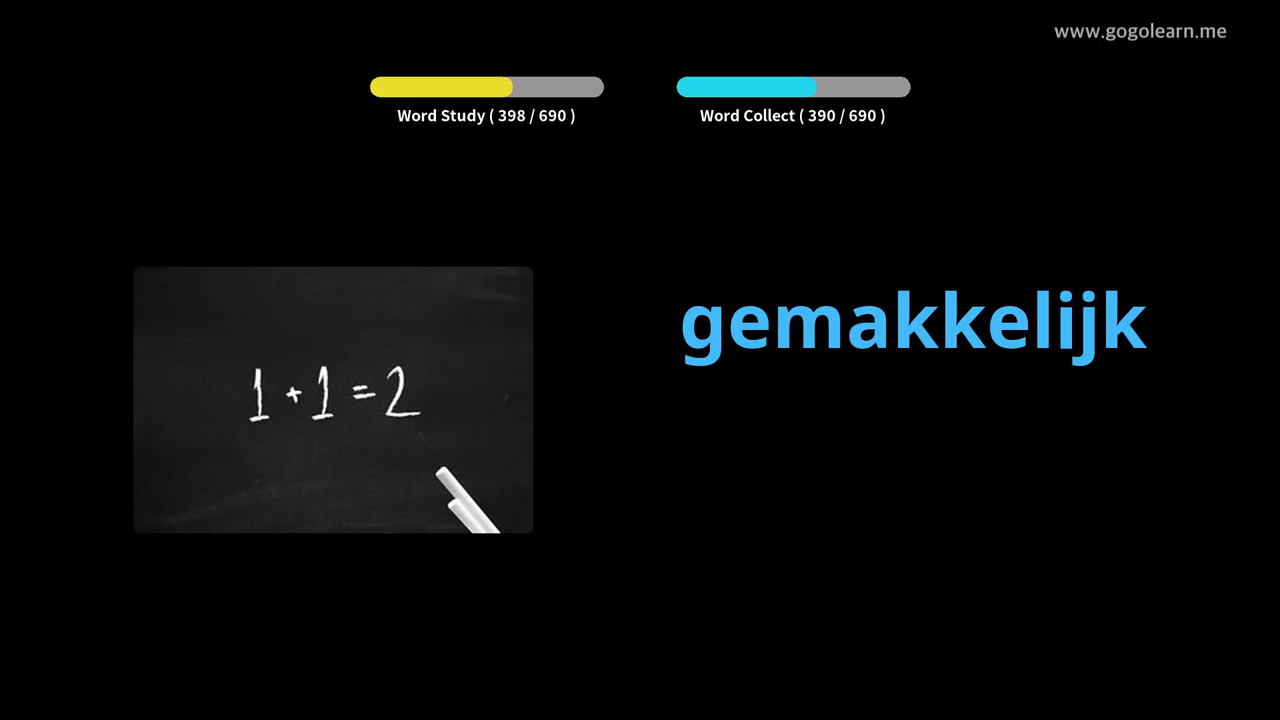 www.gogolearn.me
Word Study ( 398 / 690 )
Word Collect ( 390 / 690 )
gemakkelijk
1 + 1 = 2